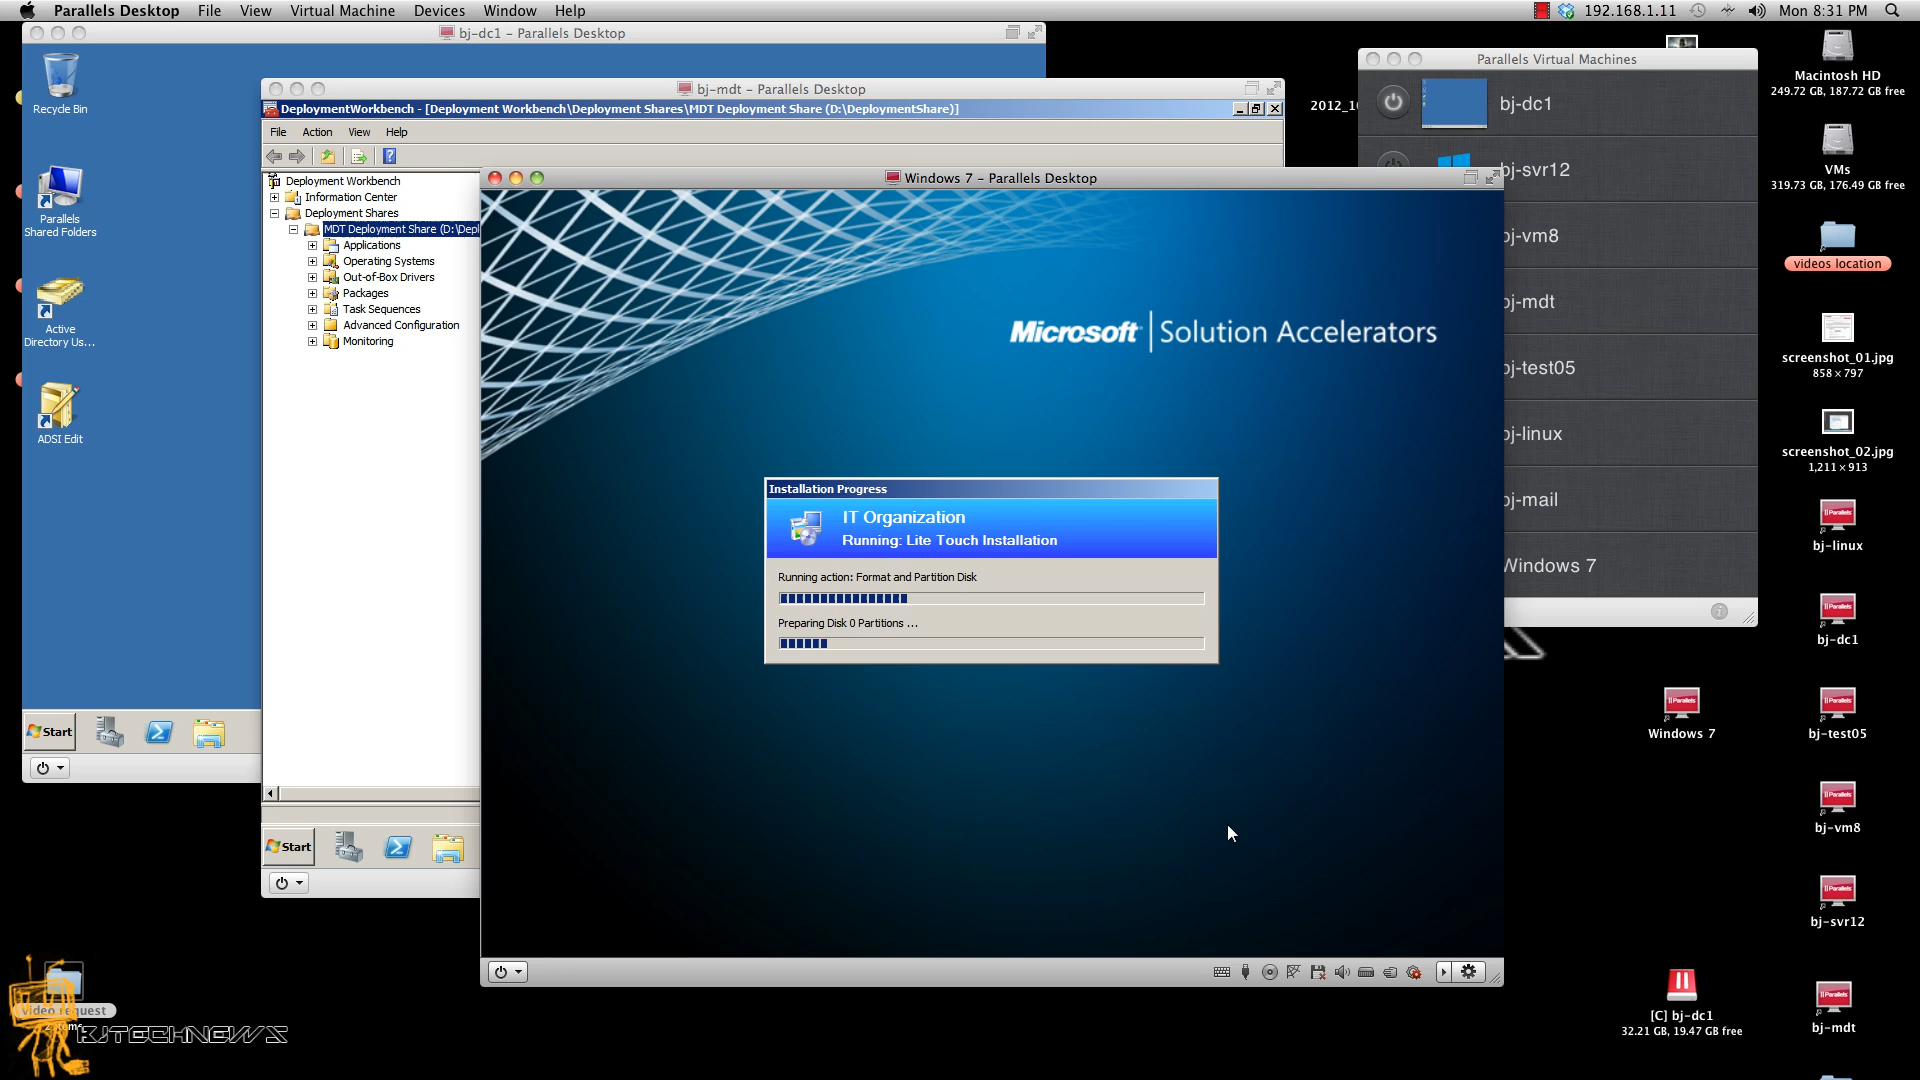 Parallels Desktop File View Virtual Machine Devices Window Help
192.168.1.11 Mon 8:31 PM
bj-dc1 - Parallels Desktop
Recycle Bin
Parallels
Shared Folders
Active
Directory Us...
ADSI Edit
Start
bj-mdt - Parallels Desktop
DeploymentWorkbench - [Deployment Workbench\Deployment Shares\MDT Deployment Share (D:\DeploymentShare)]
File Action View Help
Deployment Workbench
Information Center
Deployment Shares
MDT Deployment Share (D:\Depl
Applications
Operating Systems
Out-of-Box Drivers
Packages
Task Sequences
Advanced Configuration
Monitoring
Start
Windows 7 - Parallels Desktop
Microsoft | Solution Accelerators
Installation Progress
IT Organization
Running: Lite Touch Installation
Running action: Format and Partition Disk
Preparing Disk 0 Partitions ...
2012_1
Parallels Virtual Machines
bj-dc1
bj-svr12
bj-vm8
bj-mdt
bj-test05
bj-linux
bj-mail
Windows 7
Macintosh HD
249.72 GB, 187.72 GB free
VMs
319.73 GB, 176.49 GB free
videos location
screenshot_01.jpg
858 × 797
screenshot_02.jpg
1,211 × 913
bj-linux
bj-dc1
Windows 7
bj-test05
bj-vm8
bj-svr12
[C] bj-dc1
32.21 GB, 19.47 GB free
bj-mdt
video request
BJTECHNEWS